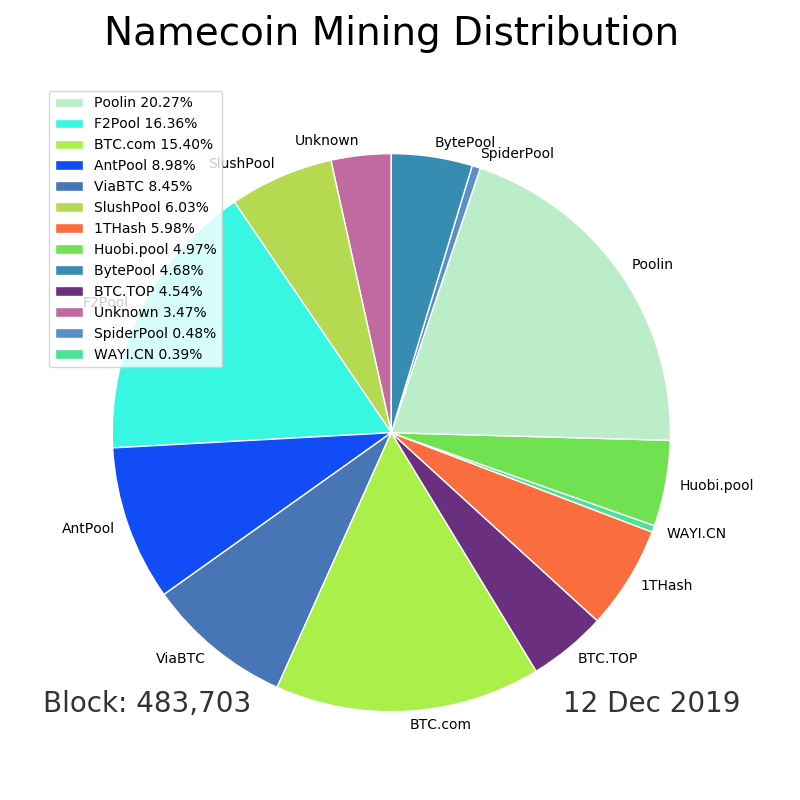 Namecoin Mining Distribution
Poolin 20.27%
F2Pool 16.36%
BTC.com 15.40%
AntPool 8.98%
ViaBTC 8.45%
SlushPool 6.03%
1THash 5.98%
Huobi.pool 4.97%
BytePool 4.68%
BTC.TOP 4.54%
Unknown 3.47%
SpiderPool 0.48%
WAYI.CN 0.39%
Unknown
BytePool
SpiderPool
SlushPool
Poolin
F2Pool
Huobi.pool
AntPool
WAYI.CN
1THash
ViaBTC
BTC.TOP
Block: 483,703
12 Dec 2019
BTC.com